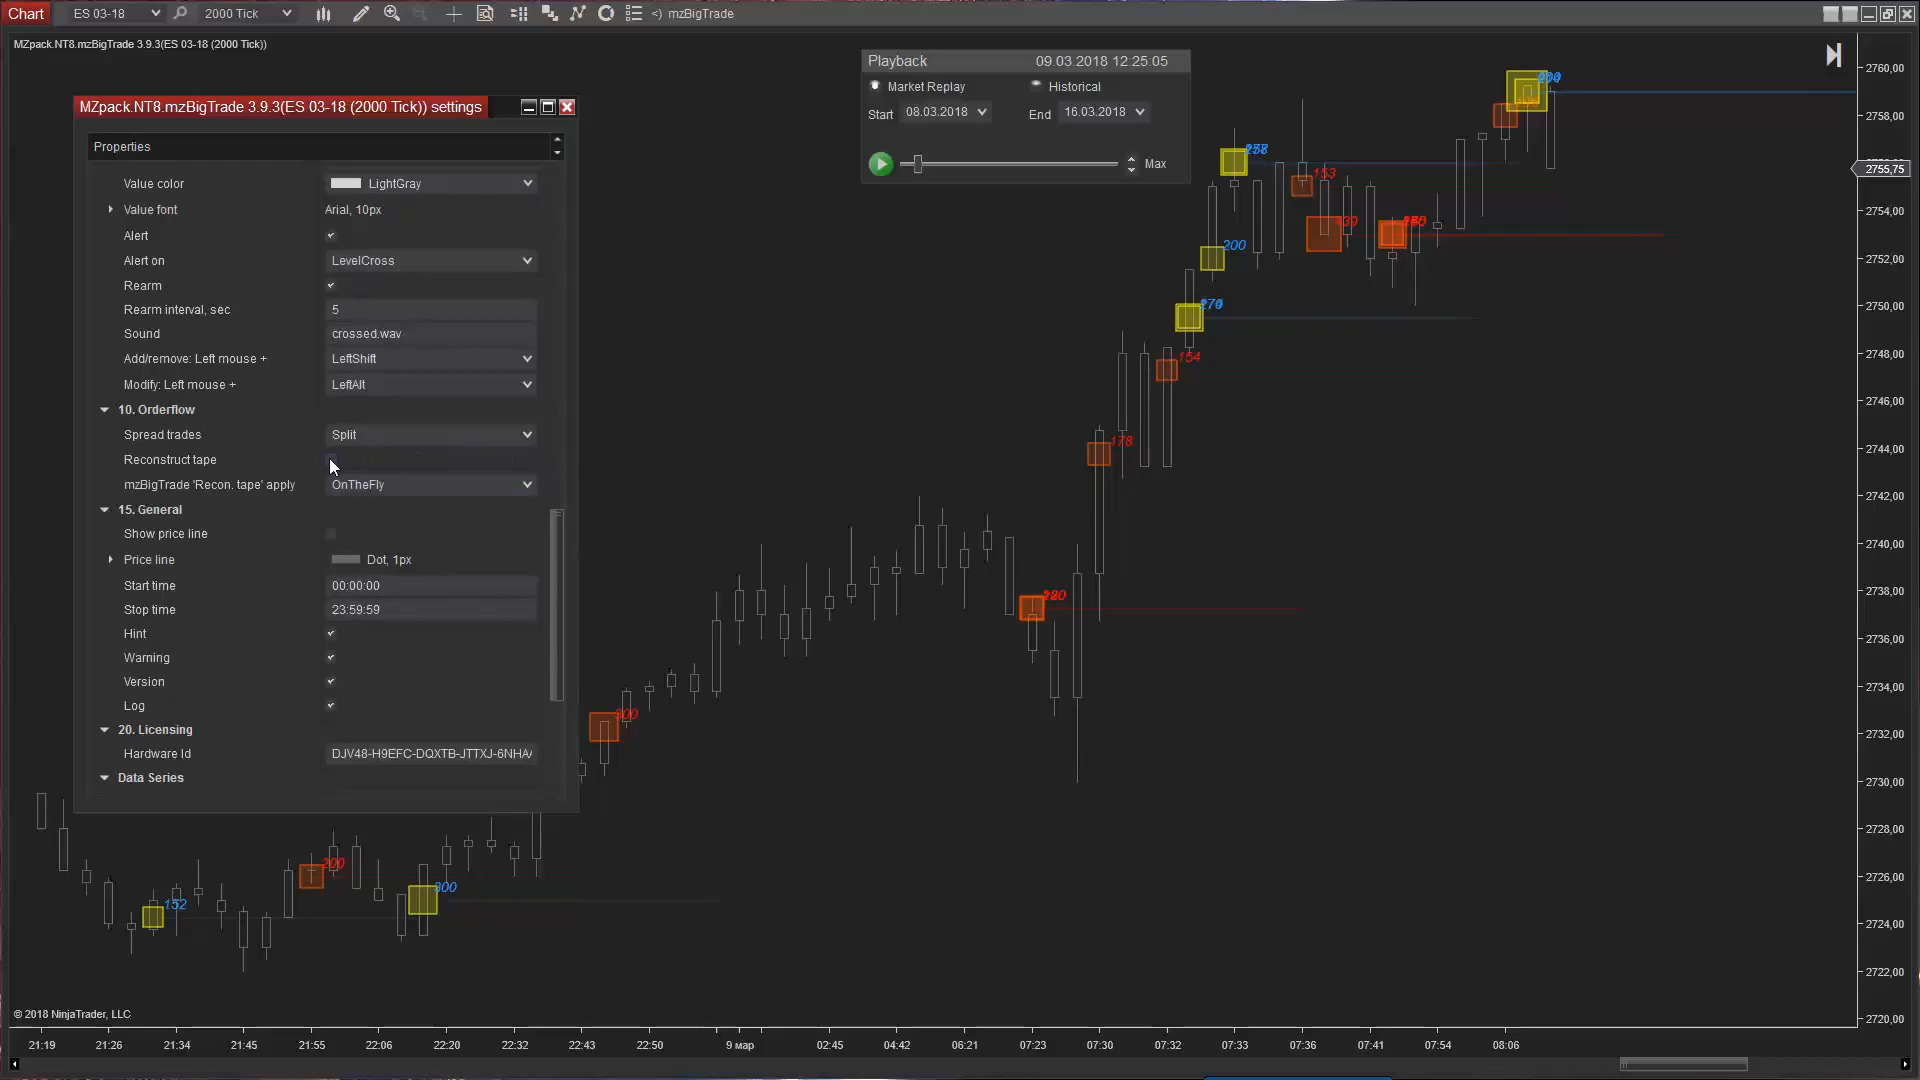 Chart ES 03-18 2000 Tick <) mzBigTrade
MZpack.NT8.mzBigTrade 3.9.3(ES 03-18 (2000 Tick))
Playback 09.03.2018 12:25:05
Market Replay Historical
Start 08.03.2018 End 16.03.2018
Max
MZpack.NT8.mzBigTrade 3.9.3(ES 03-18 (2000 Tick)) settings
Properties
Value color LightGray
Value font Arial, 10px
Alert
Alert on LevelCross
Rearm
Rearm interval, sec 5
Sound crossed.wav
Add/remove: Left mouse + LeftShift
Modify: Left mouse + LeftAlt
10. Orderflow
Spread trades Split
Reconstruct tape
mzBigTrade 'Recon. tape' apply OnTheFly
15. General
Show price line
Price line Dot, 1px
Start time 00:00:00
Stop time 23:59:59
Hint
Warning
Version
Log
20. Licensing
Hardware Id DJV48-H9EFC-DQXTB-JTTXJ-6NHA
Data Series
153
200
154
178
300
200
300
152
2760,00
2758,00
2755,75
2754,00
2752,00
2750,00
2748,00
2746,00
2744,00
2742,00
2740,00
2738,00
2736,00
2734,00
2732,00
2730,00
2728,00
2726,00
2724,00
2722,00
2720,00
© 2018 NinjaTrader, LLC
21:19 21:26 21:34 21:45 21:55 22:06 22:20 22:32 22:43 22:50 9 мар 02:45 04:42 06:21 07:23 07:30 07:32 07:33 07:36 07:41 07:54 08:06